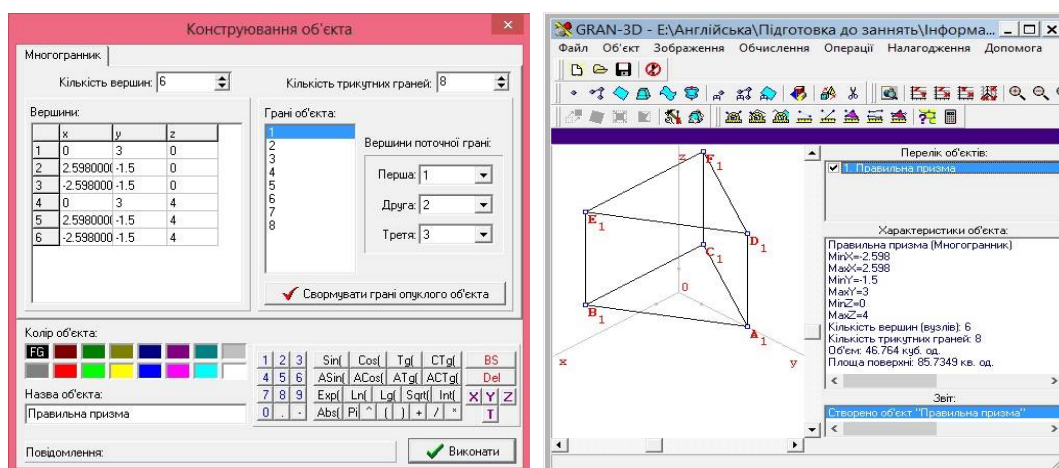 Конструювання об'єкта
Многогранник
Кількість вершин: 6
Кількість трикутних граней: 8
Вершини:
x y z
1 0 3 0
2 2.598000( -1.5 0
3 -2.598000 -1.5 0
4 0 3 4
5 2.598000( -1.5 4
6 -2.598000 -1.5 4
Грані об'єкта:
1
2
3
4
5
6
7
8
Вершини поточної грані:
Перша: 1
Друга: 2
Третя: 3
Свормувати грані опуклого об'єкта
Колір об'єкта:
FG
Назва об'єкта:
Правильна призма
1 2 3 Sin( Cos( Tg( CTg( BS
4 5 6 ASin( ACos( ATg( ACTg( Del
7 8 9 Exp( Ln( Lg( Sqrt( Int( X Y Z
0 . - Abs( Pi ^ ( ) + / * T
Повідомлення:
Виконати
GRAN-3D - E:\Англійська\Підготовка до заннять\Інформа...
Файл Об'єкт Зображення Обчислення Операції Налагодження Допомога
z
F1
E1
D1
C1
0
B1
A1
x
y
Перелік об'єктів:
1. Правильна призма
Характеристики об'єкта:
Правильна призма (Многогранник)
MinX=-2.598
MaxX=2.598
MinY=-1.5
MaxY=3
MinZ=0
MaxZ=4
Кількість вершин (вузлів): 6
Кількість трикутних граней: 8
Об'єм: 46.764 куб. од.
Площа поверхні: 85.7349 кв. од.
Звіт:
Створено об'єкт "Правильна призма"